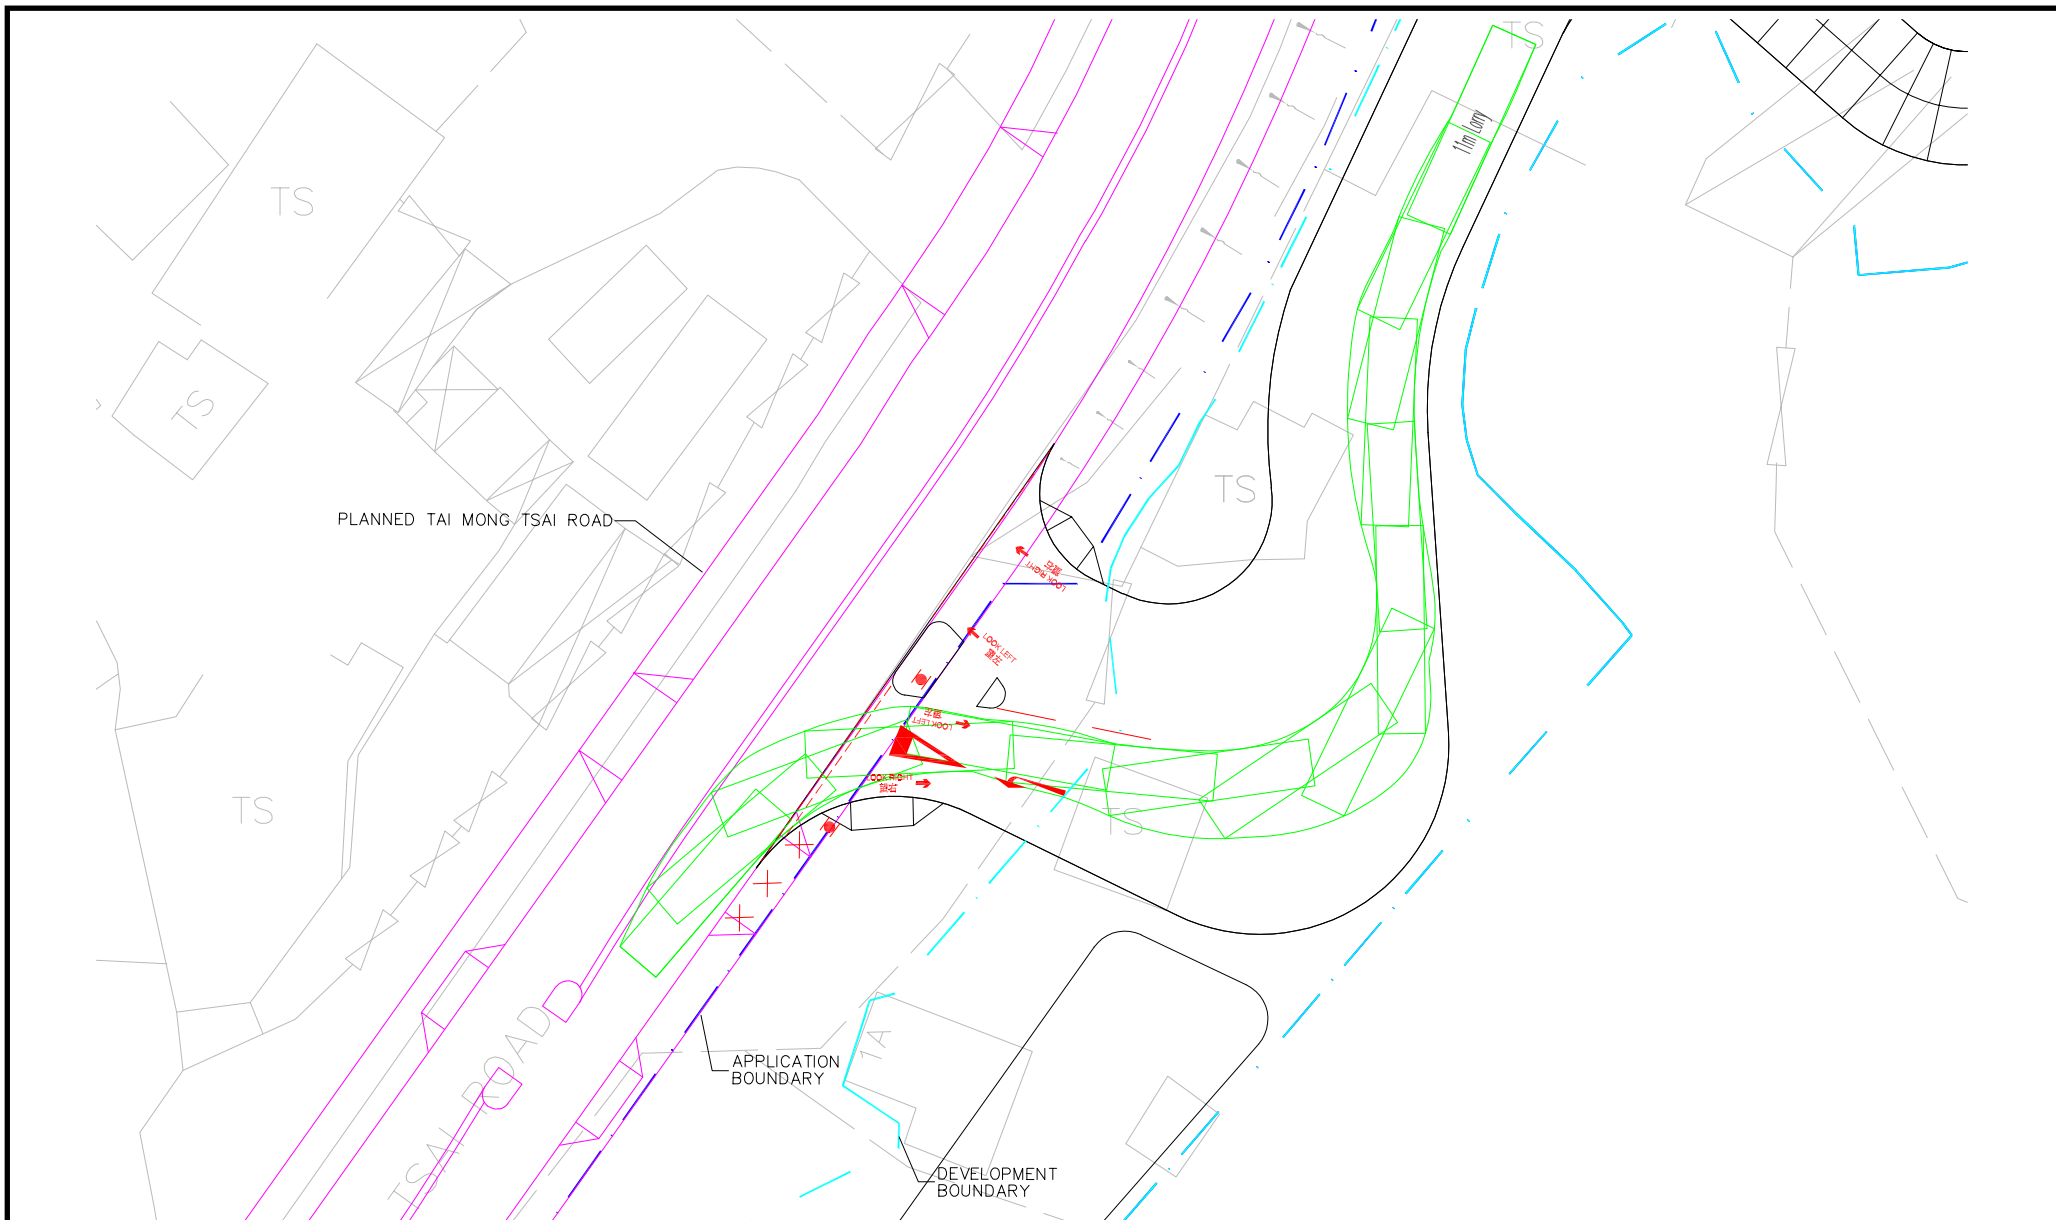 TS
TS
11m Lorry
TS
TS
PLANNED TAI MONG TSAI ROAD
LOOK RIGHT
望右
LOOK LEFT
望左
LOOK LEFT
望左
LOOK RIGHT
望右
TS
TS
TSAI ROAD
TA
APPLICATION
BOUNDARY
DEVELOPMENT
BOUNDARY